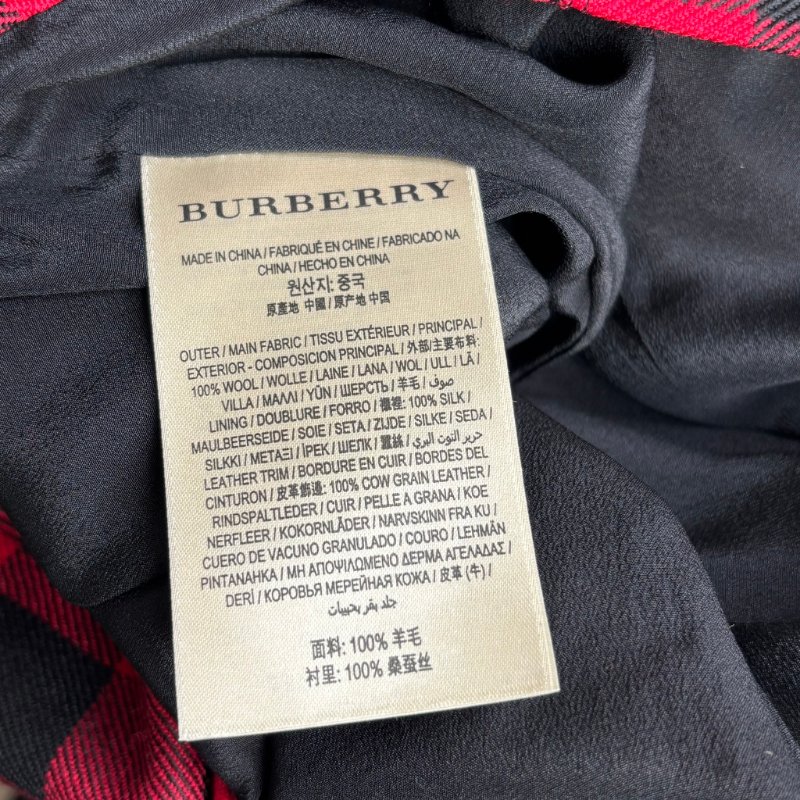 BURBERRY
MADE IN CHINA / FABRIQUÉ EN CHINE / FABRICADO NA
CHINA / HECHO EN CHINA
원산지: 중국
原產地 中國 / 原产地 中国
OUTER / MAIN FABRIC / TISSU EXTÉRIEUR / PRINCIPAL /
EXTERIOR - COMPOSICION PRINCIPAL / 外部/主要布料:
100% WOOL / WOLLE / LAINE / LANA / WOL / ULL / LÃ /
VILLA / ΜΑΛΛΙ / YÜN / ШЕРСТЬ / 羊毛 / صوف
LINING / DOUBLURE / FORRO / 襯裡: 100% SILK /
MAULBEERSEIDE / SOIE / SETA / ZIJDE / SILKE / SEDA /
SILKKI / ΜΕΤΑΞΙ / İPEK / ШЕЛК / 蠶絲 / حرير التوت البري
LEATHER TRIM / BORDURE EN CUIR / BORDES DEL
CINTURON / 皮革飾邊: 100% COW GRAIN LEATHER /
RINDSPALTLEDER / CUIR / PELLE A GRANA / KOE
NERFLEER / KOKORNLÄDER / NARVSKINN FRA KU /
CUERO DE VACUNO GRANULADO / COURO / LEHMÄN
PINTANAHKA / ΜΗ ΑΠΟΨΙΛΩΜΕΝΟ ΔΕΡΜΑ ΑΓΕΛΑΔΑΣ /
DERİ / КОРОВЬЯ МЕРЕЙНАЯ КОЖА / 皮革 (牛) /
جلد بقر بحبيبات
面料: 100% 羊毛
衬里: 100% 桑蚕丝